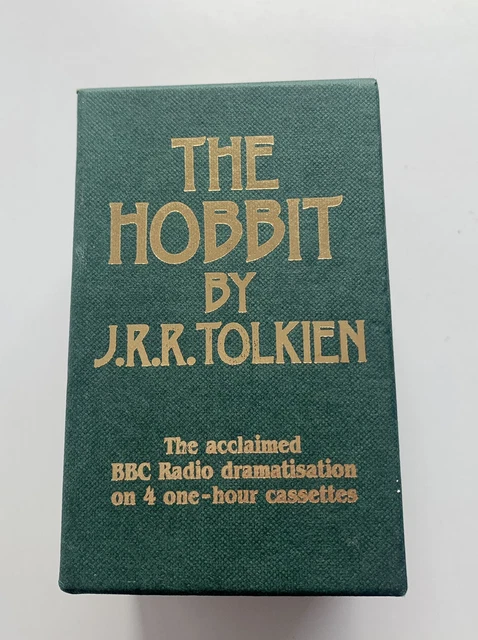 THE
HOBBIT
BY
J.R.R. TOLKIEN
The acclaimed
BBC Radio dramatisation
on 4 one-hour cassettes